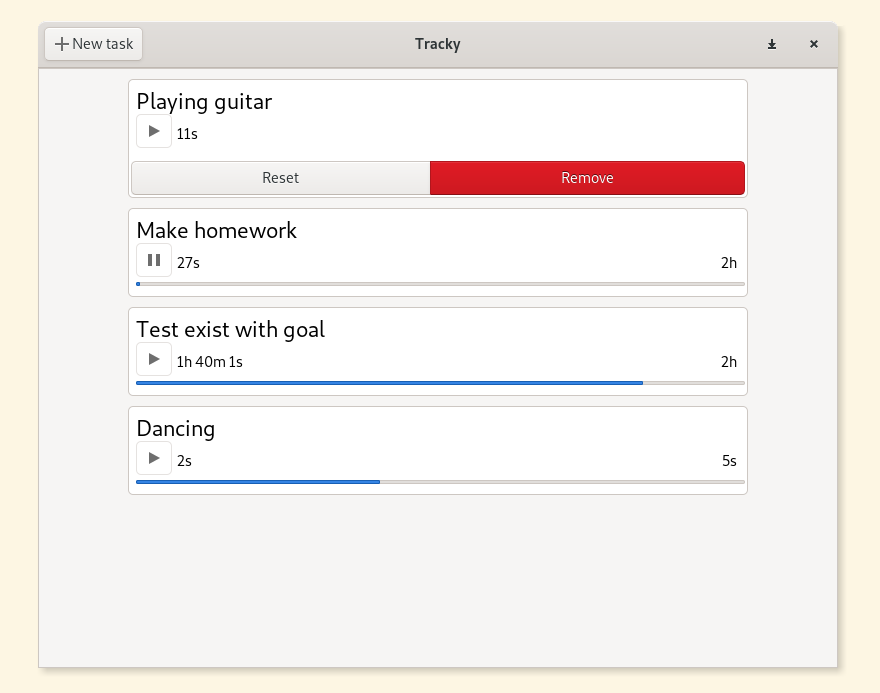 New task
Tracky
Playing guitar
11s
Reset Remove
Make homework
27s 2h
Test exist with goal
1h 40m 1s 2h
Dancing
2s 5s